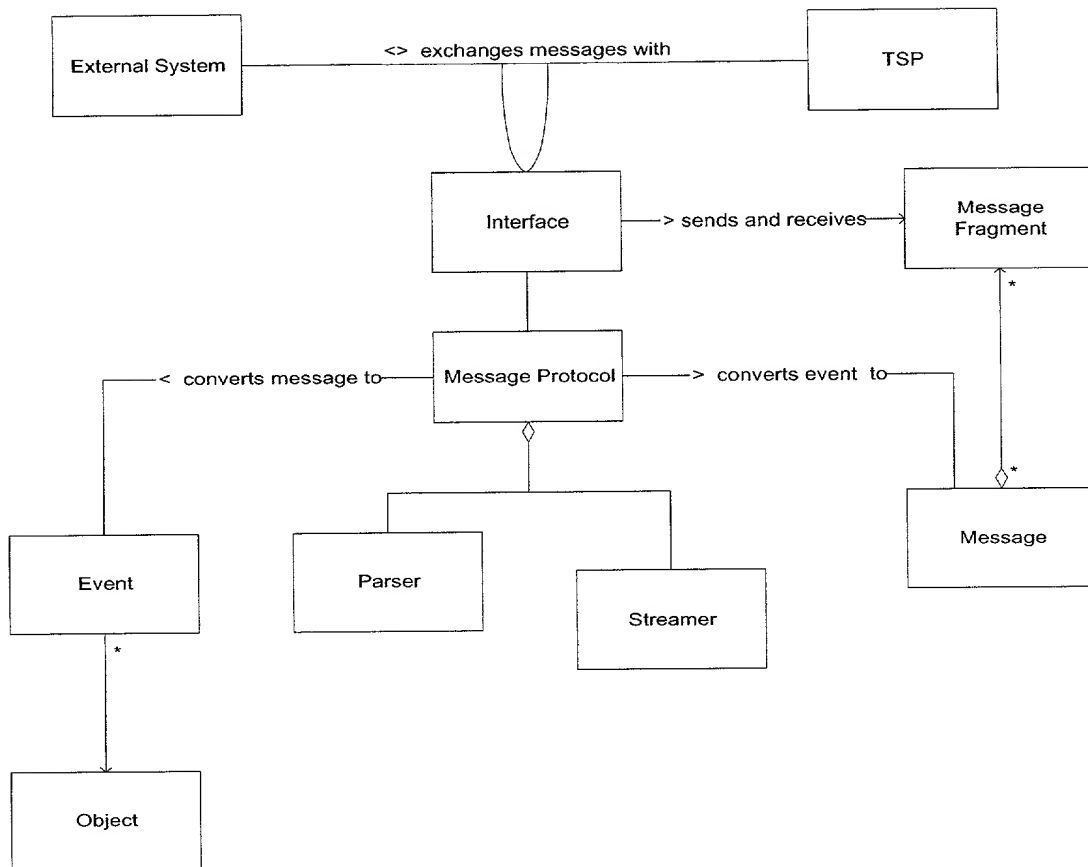 <> exchanges messages with
External System
TSP
Interface
> sends and receives
Message
Fragment
*
< converts message to
Message Protocol
> converts event to
*
Message
Event
Parser
Streamer
*
Object